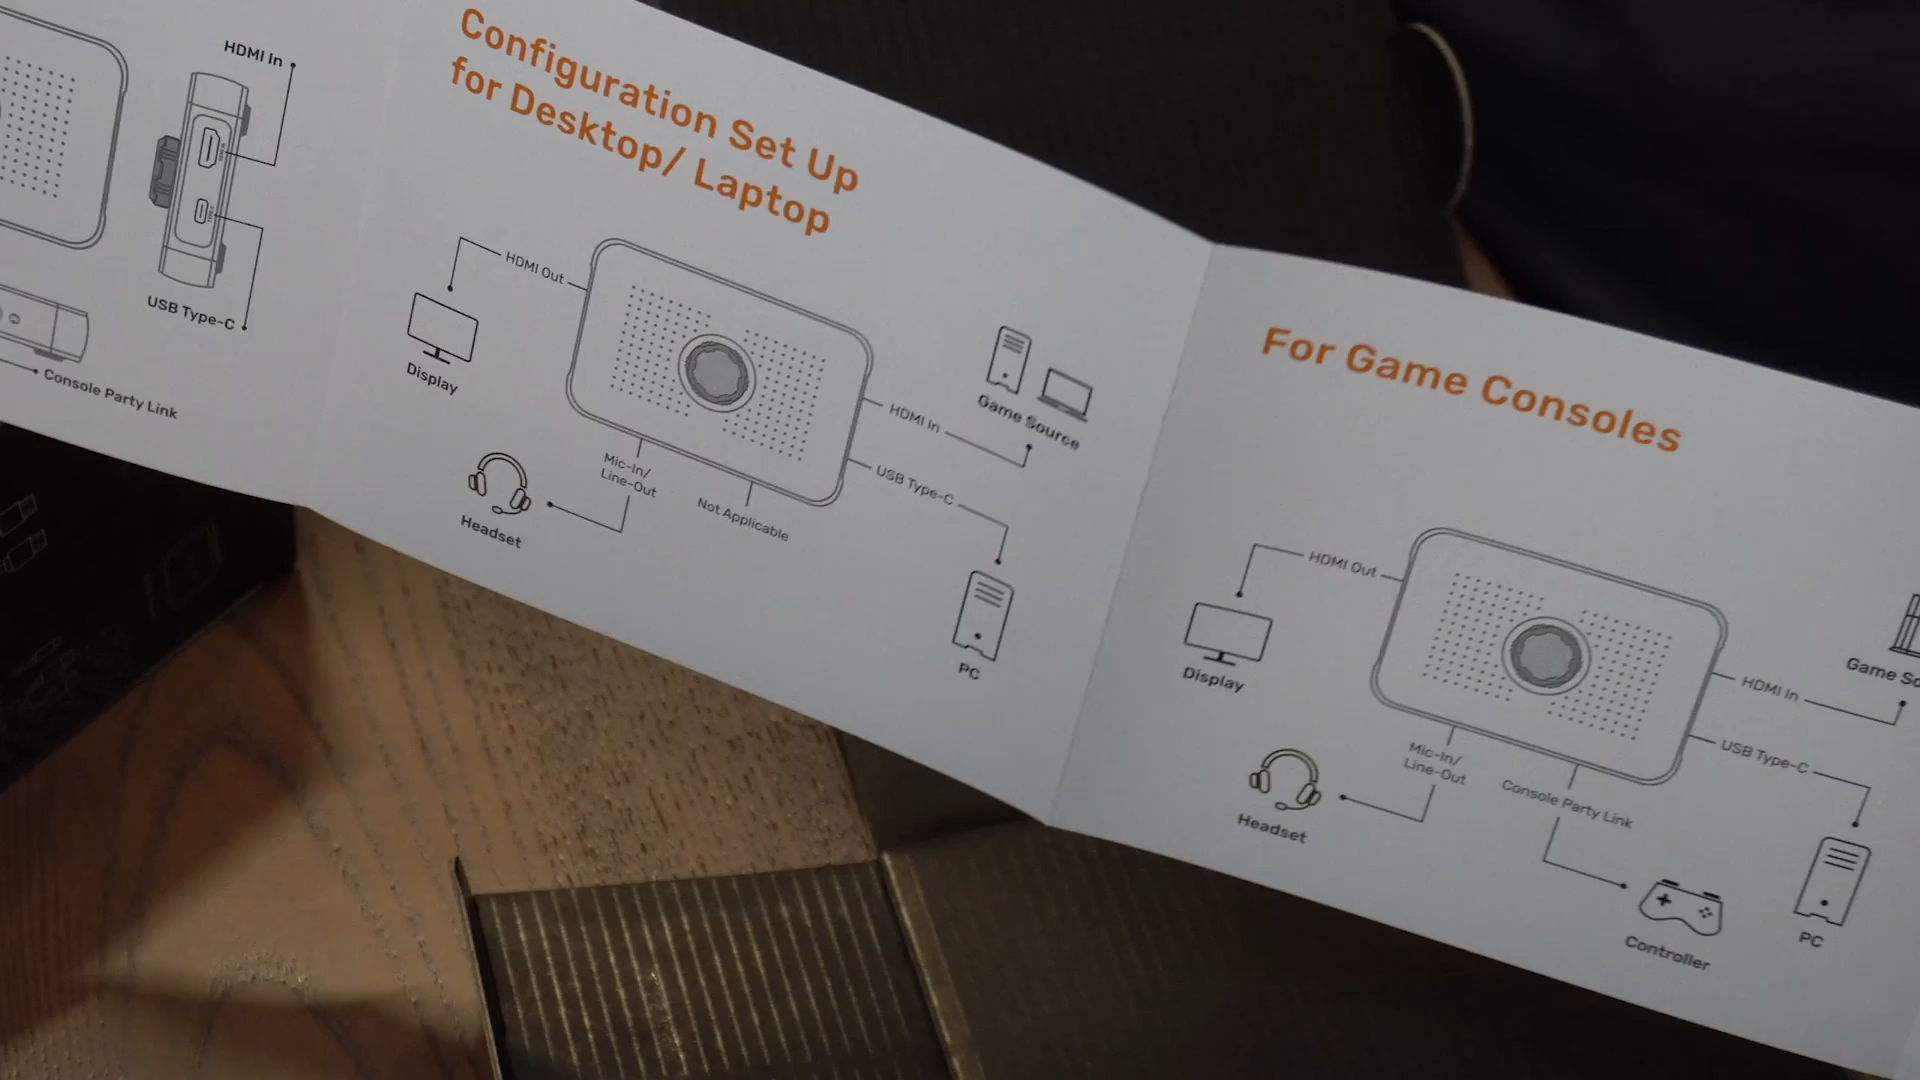 HDMI In
USB Type-C
Console Party Link
Configuration Set Up
for Desktop/ Laptop
HDMI Out
Display
Game Source
HDMI In
USB Type-C
Mic-In/
Line-Out
Not Applicable
Headset
PC
For Game Consoles
HDMI Out
Display
Game So
HDMI In
USB Type-C
Mic-In/
Line-Out
Console Party Link
Headset
Controller
PC